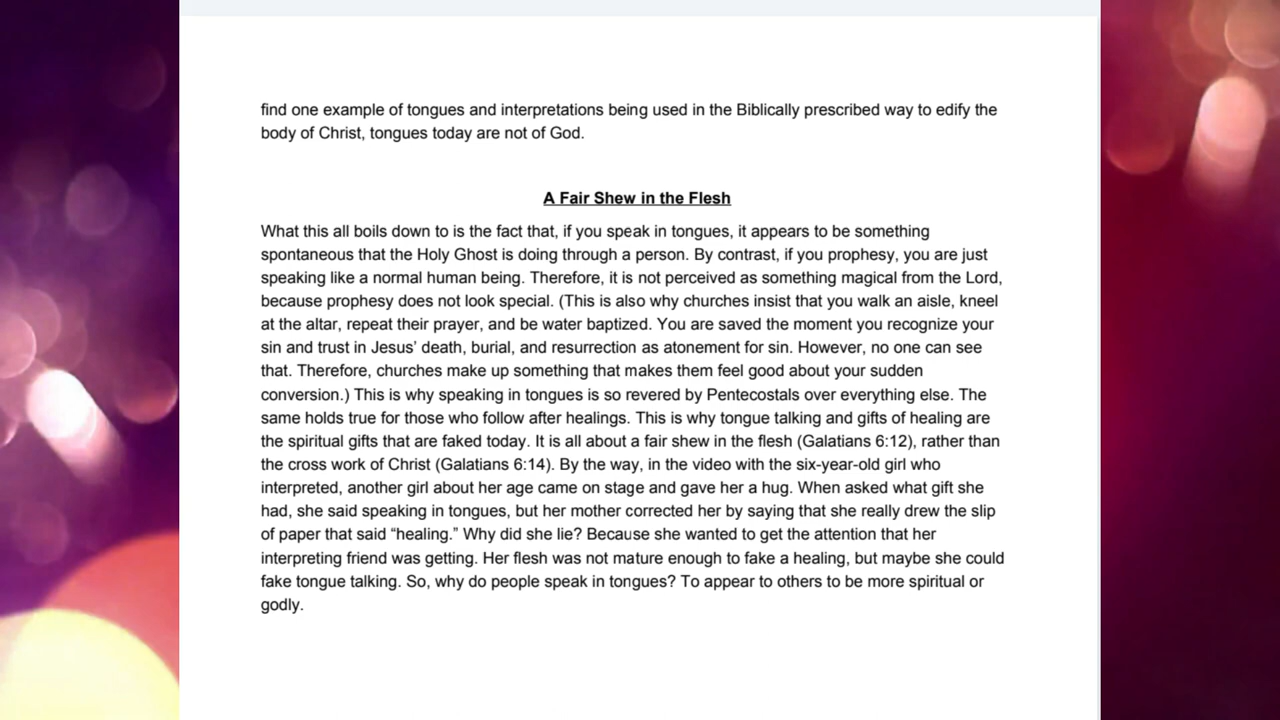 find one example of tongues and interpretations being used in the Biblically prescribed way to edify the
body of Christ, tongues today are not of God.
A Fair Shew in the Flesh
What this all boils down to is the fact that, if you speak in tongues, it appears to be something
spontaneous that the Holy Ghost is doing through a person. By contrast, if you prophesy, you are just
speaking like a normal human being. Therefore, it is not perceived as something magical from the Lord,
because prophesy does not look special. (This is also why churches insist that you walk an aisle, kneel
at the altar, repeat their prayer, and be water baptized. You are saved the moment you recognize your
sin and trust in Jesus’ death, burial, and resurrection as atonement for sin. However, no one can see
that. Therefore, churches make up something that makes them feel good about your sudden
conversion.) This is why speaking in tongues is so revered by Pentecostals over everything else. The
same holds true for those who follow after healings. This is why tongue talking and gifts of healing are
the spiritual gifts that are faked today. It is all about a fair shew in the flesh (Galatians 6:12), rather than
the cross work of Christ (Galatians 6:14). By the way, in the video with the six-year-old girl who
interpreted, another girl about her age came on stage and gave her a hug. When asked what gift she
had, she said speaking in tongues, but her mother corrected her by saying that she really drew the slip
of paper that said “healing.” Why did she lie? Because she wanted to get the attention that her
interpreting friend was getting. Her flesh was not mature enough to fake a healing, but maybe she could
fake tongue talking. So, why do people speak in tongues? To appear to others to be more spiritual or
godly.